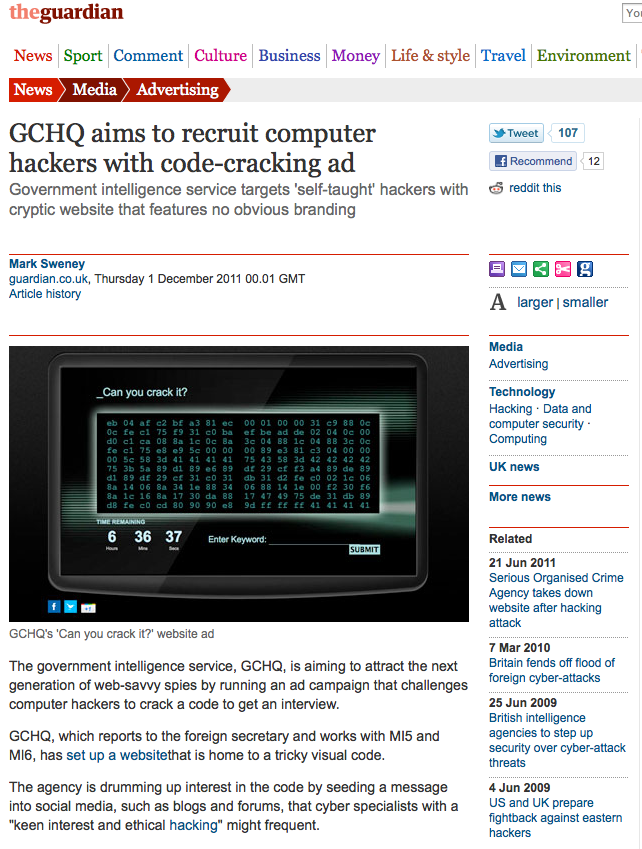 theguardian
You
News Sport Comment Culture Business Money Life & style Travel Environment
News Media Advertising
GCHQ aims to recruit computer
hackers with code-cracking ad
Government intelligence service targets 'self-taught' hackers with
cryptic website that features no obvious branding
Tweet 107
Recommend 12
reddit this
Mark Sweney
guardian.co.uk, Thursday 1 December 2011 00.01 GMT
Article history
A larger | smaller
_Can you crack it?
eb 04 af c2 bf a3 81 ec 00 01 00 00 31 c9 88 0c
0c fe c1 75 f9 31 c0 ba ef be ad de 02 04 0c 00
d0 c1 ca 08 8a 1c 0c 8a 3c 04 88 1c 04 88 3c 0c
fe c1 75 e8 e9 5c 00 00 00 89 e3 81 c3 04 00 00
00 5c 58 3d 41 41 41 41 75 43 58 3d 42 42 42 42
75 3b 5a 89 d1 89 e6 89 df 29 cf f3 a4 89 de 89
d1 89 df 29 cf 31 c0 31 db 31 d2 fe c0 02 1c 06
8a 14 06 8a 34 1e 88 34 06 88 14 1e 00 f2 30 f6
8a 1c 16 8a 17 30 da 88 17 47 49 75 de 31 db 89
d8 fe c0 cd 80 90 90 e8 9d ff ff ff 41 41 41 41
TIME REMAINING
6 36 37
Hours Mins Secs
Enter Keyword:
SUBMIT
GCHQ's 'Can you crack it?' website ad
The government intelligence service, GCHQ, is aiming to attract the next
generation of web-savvy spies by running an ad campaign that challenges
computer hackers to crack a code to get an interview.
GCHQ, which reports to the foreign secretary and works with MI5 and
MI6, has set up a websitethat is home to a tricky visual code.
The agency is drumming up interest in the code by seeding a message
into social media, such as blogs and forums, that cyber specialists with a
"keen interest and ethical hacking" might frequent.
Media
Advertising
Technology
Hacking · Data and
computer security ·
Computing
UK news
More news
Related
21 Jun 2011
Serious Organised Crime
Agency takes down
website after hacking
attack
7 Mar 2010
Britain fends off flood of
foreign cyber-attacks
25 Jun 2009
British intelligence
agencies to step up
security over cyber-attack
threats
4 Jun 2009
US and UK prepare
fightback against eastern
hackers